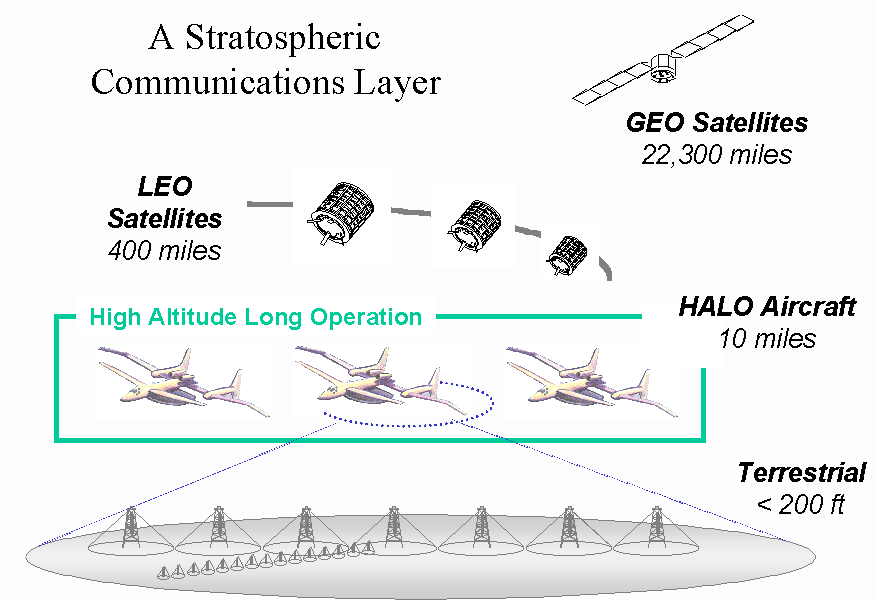 A Stratospheric
Communications Layer
GEO Satellites
22,300 miles
LEO
Satellites
400 miles
High Altitude Long Operation
HALO Aircraft
10 miles
Terrestrial
< 200 ft